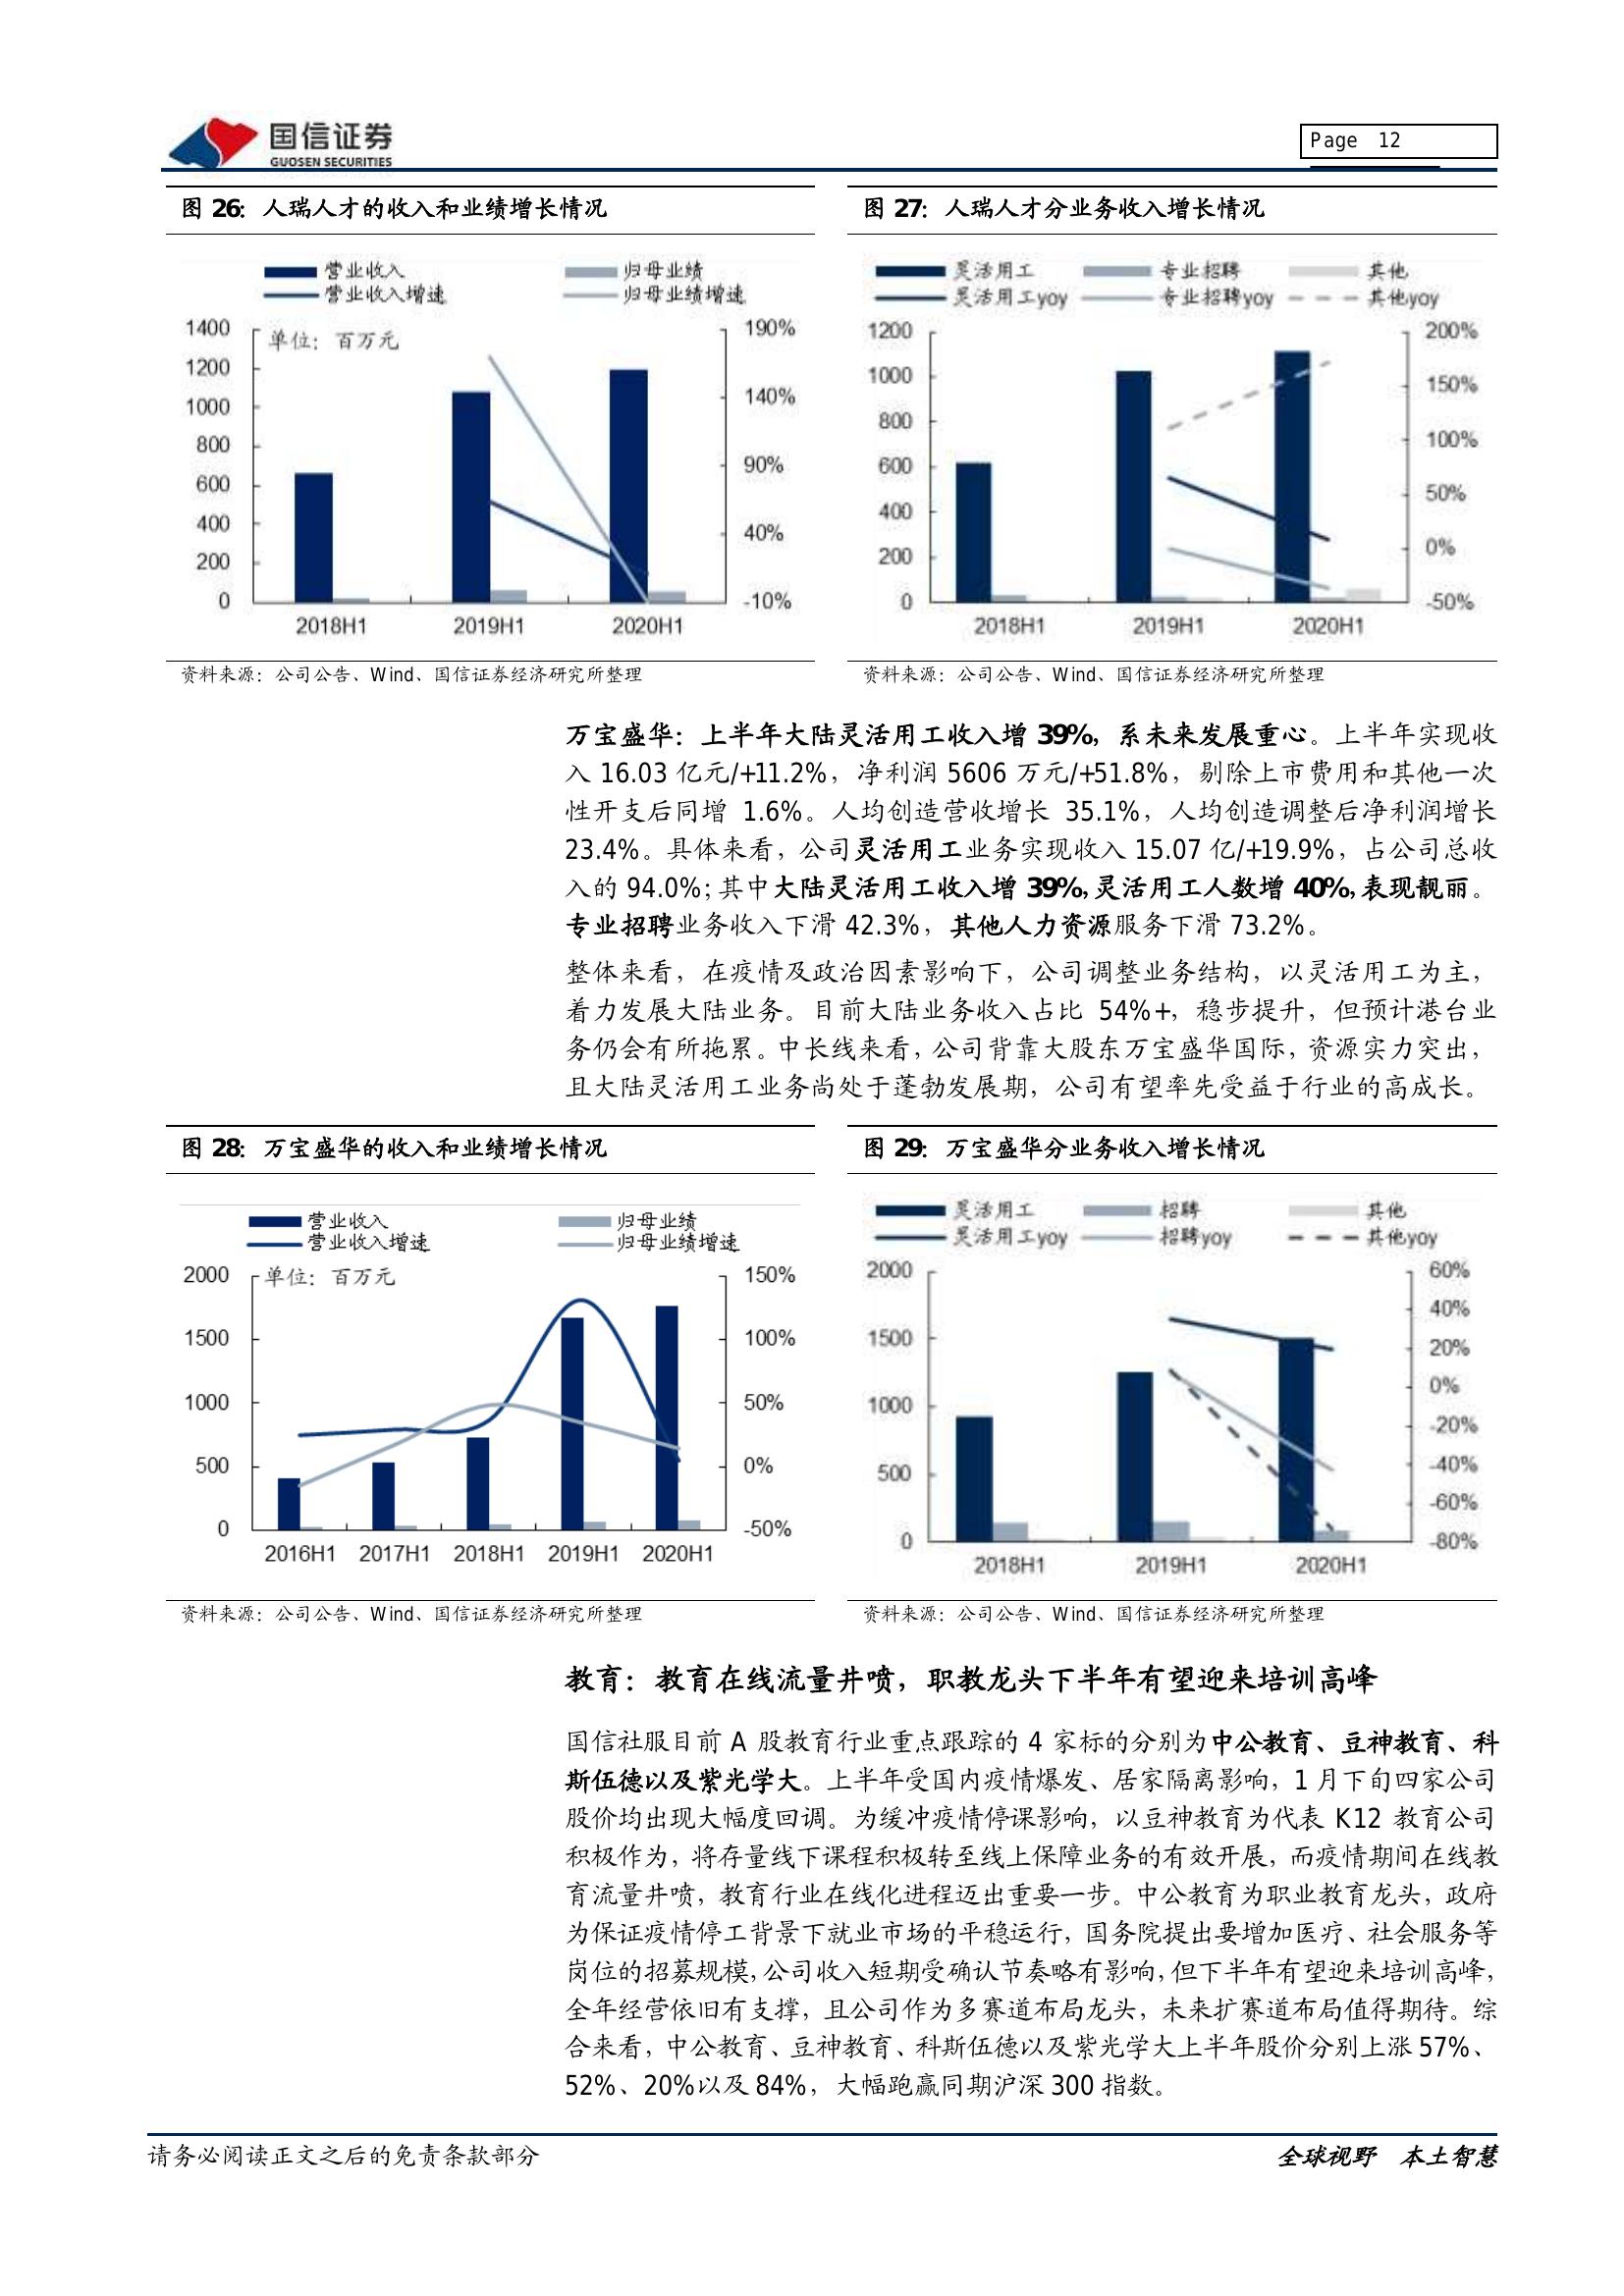 国信证券
GUOSEN SECURITIES
Page 12
图 26：人瑞人才的收入和业绩增长情况
营业收入 归母业绩
营业收入增速 归母业绩增速
单位：百万元
1400
1200
1000
800
600
400
200
0
190%
140%
90%
40%
-10%
2018H1 2019H1 2020H1
资料来源：公司公告、Wind、国信证券经济研究所整理
图 27：人瑞人才分业务收入增长情况
灵活用工 专业招聘 其他
灵活用工yoy 专业招聘yoy 其他yoy
1200
1000
800
600
400
200
0
200%
150%
100%
50%
0%
-50%
2018H1 2019H1 2020H1
资料来源：公司公告、Wind、国信证券经济研究所整理
万宝盛华：上半年大陆灵活用工收入增 39%，系未来发展重心。上半年实现收
入 16.03 亿元/+11.2%，净利润 5606 万元/+51.8%，剔除上市费用和其他一次
性开支后同增 1.6%。人均创造营收增长 35.1%，人均创造调整后净利润增长
23.4%。具体来看，公司灵活用工业务实现收入 15.07 亿/+19.9%，占公司总收
入的 94.0%；其中大陆灵活用工收入增 39%，灵活用工人数增 40%，表现靓丽。
专业招聘业务收入下滑 42.3%，其他人力资源服务下滑 73.2%。
整体来看，在疫情及政治因素影响下，公司调整业务结构，以灵活用工为主，
着力发展大陆业务。目前大陆业务收入占比 54%+，稳步提升，但预计港台业
务仍会有所拖累。中长线来看，公司背靠大股东万宝盛华国际，资源实力突出，
且大陆灵活用工业务尚处于蓬勃发展期，公司有望率先受益于行业的高成长。
图 28：万宝盛华的收入和业绩增长情况
营业收入 归母业绩
营业收入增速 归母业绩增速
单位：百万元
2000
1500
1000
500
0
150%
100%
50%
0%
-50%
2016H1 2017H1 2018H1 2019H1 2020H1
资料来源：公司公告、Wind、国信证券经济研究所整理
图 29：万宝盛华分业务收入增长情况
灵活用工 招聘 其他
灵活用工yoy 招聘yoy 其他yoy
2000
1500
1000
500
0
60%
40%
20%
0%
-20%
-40%
-60%
-80%
2018H1 2019H1 2020H1
资料来源：公司公告、Wind、国信证券经济研究所整理
教育：教育在线流量井喷，职教龙头下半年有望迎来培训高峰
国信社服目前 A 股教育行业重点跟踪的 4 家标的分别为中公教育、豆神教育、科
斯伍德以及紫光学大。上半年受国内疫情爆发、居家隔离影响，1 月下旬四家公司
股价均出现大幅度回调。为缓冲疫情停课影响，以豆神教育为代表 K12 教育公司
积极作为，将存量线下课程积极转至线上保障业务的有效开展，而疫情期间在线教
育流量井喷，教育行业在线化进程迈出重要一步。中公教育为职业教育龙头，政府
为保证疫情停工背景下就业市场的平稳运行，国务院提出要增加医疗、社会服务等
岗位的招募规模，公司收入短期受确认节奏略有影响，但下半年有望迎来培训高峰，
全年经营依旧有支撑，且公司作为多赛道布局龙头，未来扩赛道布局值得期待。综
合来看，中公教育、豆神教育、科斯伍德以及紫光学大上半年股价分别上涨 57%、
52%、20%以及 84%，大幅跑赢同期沪深 300 指数。
请务必阅读正文之后的免责条款部分
全球视野 本土智慧